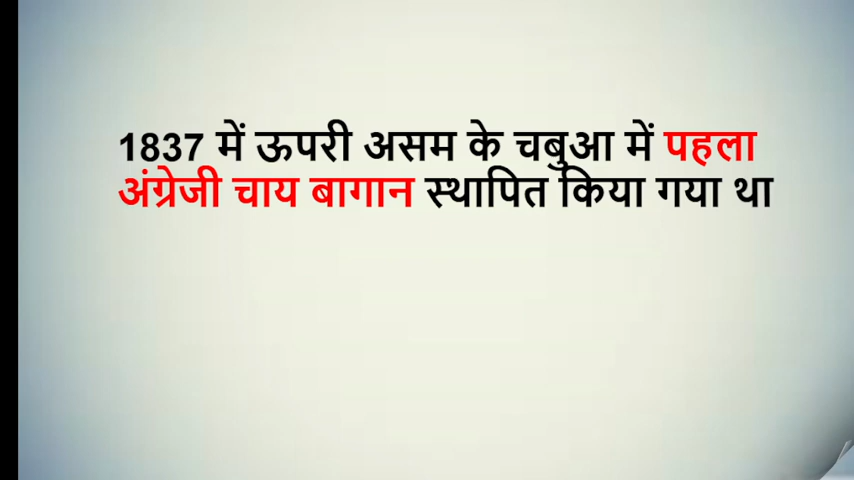 1837 में ऊपरी असम के चबुआ में पहला
अंग्रेजी चाय बागान स्थापित किया गया था